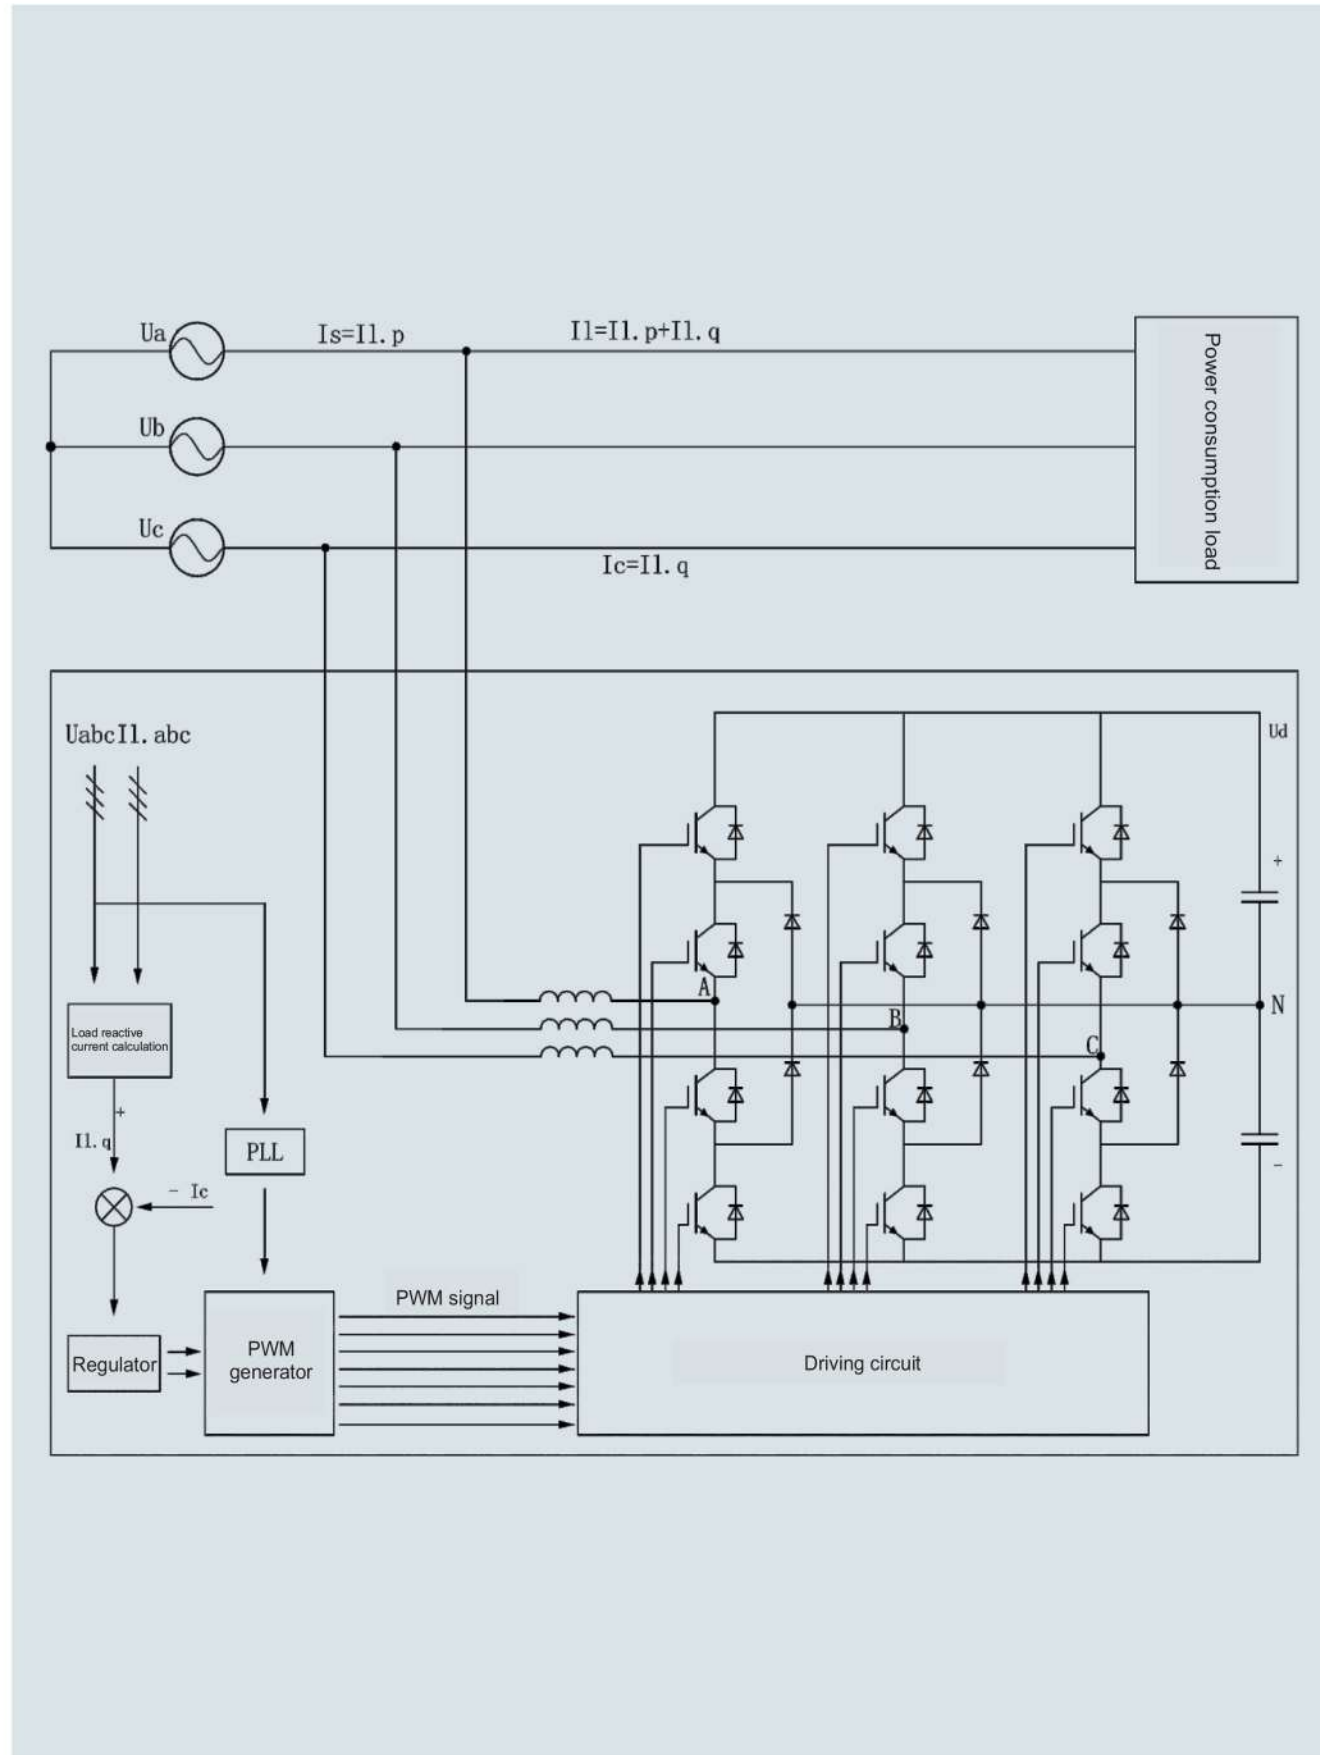 Ua
Is=Il. p
Il=Il. p+Il. q
Power consumption load
Ub
Uc
Ic=Il. q
UabcIl. abc
Ud
+
A
N
B
C
Load reactive
current calculation
+
Il. q
PLL
−
− Ic
PWM signal
PWM
generator
Regulator
Driving circuit